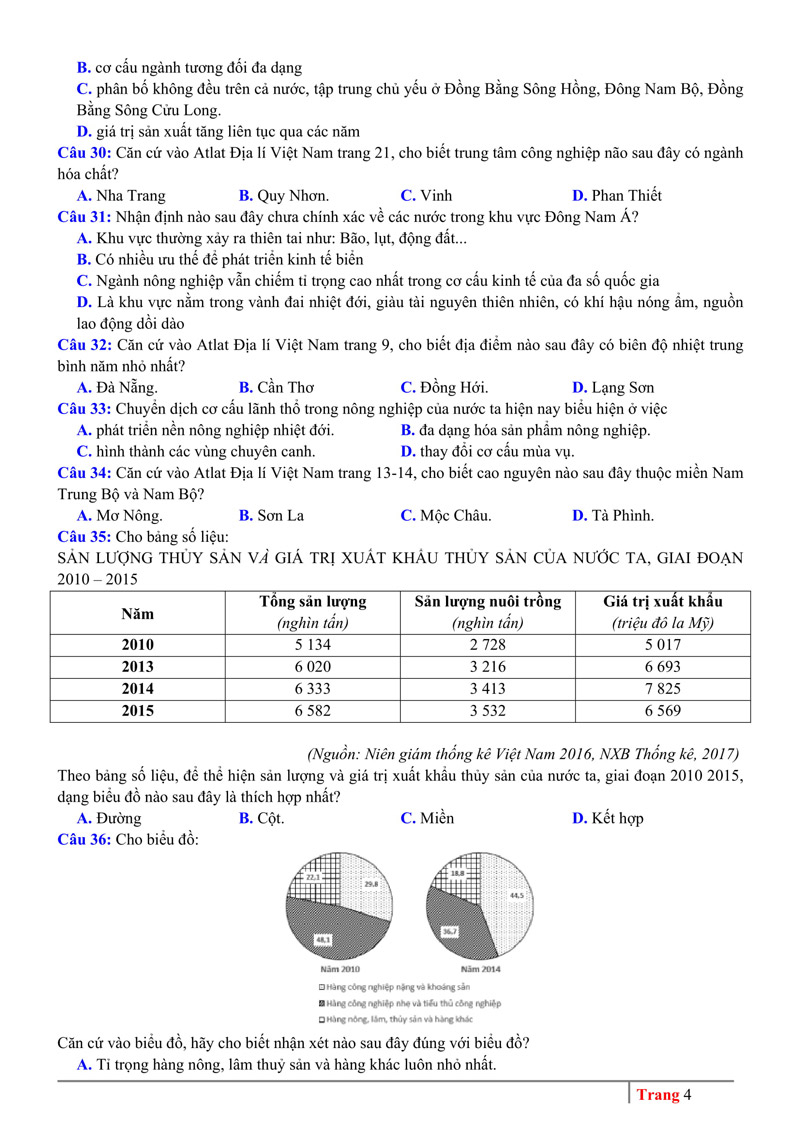 B. cơ cấu ngành tương đối đa dạng
C. phân bố không đều trên cả nước, tập trung chủ yếu ở Đồng Bằng Sông Hồng, Đông Nam Bộ, Đồng
Bằng Sông Cửu Long.
D. giá trị sản xuất tăng liên tục qua các năm
Câu 30: Căn cứ vào Atlat Địa lí Việt Nam trang 21, cho biết trung tâm công nghiệp não sau đây có ngành
hóa chất?
A. Nha Trang B. Quy Nhơn. C. Vinh D. Phan Thiết
Câu 31: Nhận định nào sau đây chưa chính xác về các nước trong khu vực Đông Nam Á?
A. Khu vực thường xảy ra thiên tai như: Bão, lụt, động đất...
B. Có nhiều ưu thế để phát triển kinh tế biển
C. Ngành nông nghiệp vẫn chiếm tỉ trọng cao nhất trong cơ cấu kinh tế của đa số quốc gia
D. Là khu vực nằm trong vành đai nhiệt đới, giàu tài nguyên thiên nhiên, có khí hậu nóng ẩm, nguồn
lao động dồi dào
Câu 32: Căn cứ vào Atlat Địa lí Việt Nam trang 9, cho biết địa điểm nào sau đây có biên độ nhiệt trung
bình năm nhỏ nhất?
A. Đà Nẵng. B. Cần Thơ C. Đồng Hới. D. Lạng Sơn
Câu 33: Chuyển dịch cơ cấu lãnh thổ trong nông nghiệp của nước ta hiện nay biểu hiện ở việc
A. phát triển nền nông nghiệp nhiệt đới. B. đa dạng hóa sản phẩm nông nghiệp.
C. hình thành các vùng chuyên canh. D. thay đổi cơ cấu mùa vụ.
Câu 34: Căn cứ vào Atlat Địa lí Việt Nam trang 13-14, cho biết cao nguyên nào sau đây thuộc miền Nam
Trung Bộ và Nam Bộ?
A. Mơ Nông. B. Sơn La C. Mộc Châu. D. Tà Phình.
Câu 35: Cho bảng số liệu:
SẢN LƯỢNG THỦY SẢN VÀ GIÁ TRỊ XUẤT KHẨU THỦY SẢN CỦA NƯỚC TA, GIAI ĐOẠN
2010 – 2015
Năm Tổng sản lượng (nghìn tấn) Sản lượng nuôi trồng (nghìn tấn) Giá trị xuất khẩu (triệu đô la Mỹ)
2010 5 134 2 728 5 017
2013 6 020 3 216 6 693
2014 6 333 3 413 7 825
2015 6 582 3 532 6 569
(Nguồn: Niên giám thống kê Việt Nam 2016, NXB Thống kê, 2017)
Theo bảng số liệu, để thể hiện sản lượng và giá trị xuất khẩu thủy sản của nước ta, giai đoạn 2010 2015,
dạng biểu đồ nào sau đây là thích hợp nhất?
A. Đường B. Cột. C. Miền D. Kết hợp
Câu 36: Cho biểu đồ:
22,1 29,8 48,1
18,8 44,5 36,7
Năm 2010 Năm 2014
Hàng công nghiệp nặng và khoáng sản
Hàng công nghiệp nhẹ và tiểu thủ công nghiệp
Hàng nông, lâm, thủy sản và hàng khác
Căn cứ vào biểu đồ, hãy cho biết nhận xét nào sau đây đúng với biểu đồ?
A. Tỉ trọng hàng nông, lâm thuỷ sản và hàng khác luôn nhỏ nhất.
Trang 4